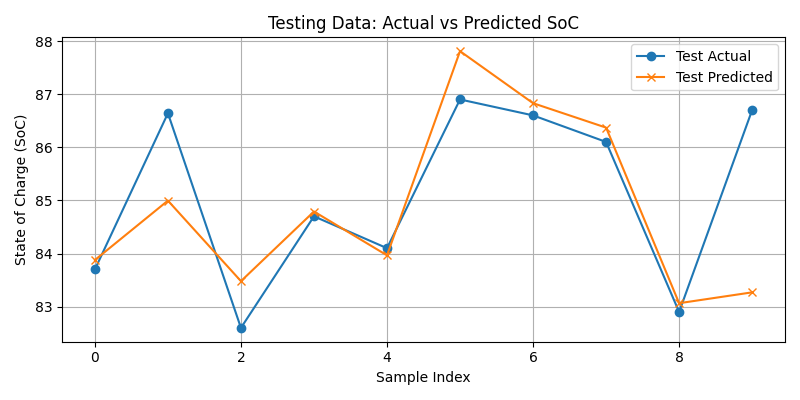 Testing Data: Actual vs Predicted SoC
Test Actual
Test Predicted
State of Charge (SoC)
88
87
86
85
84
83
0 2 4 6 8
Sample Index